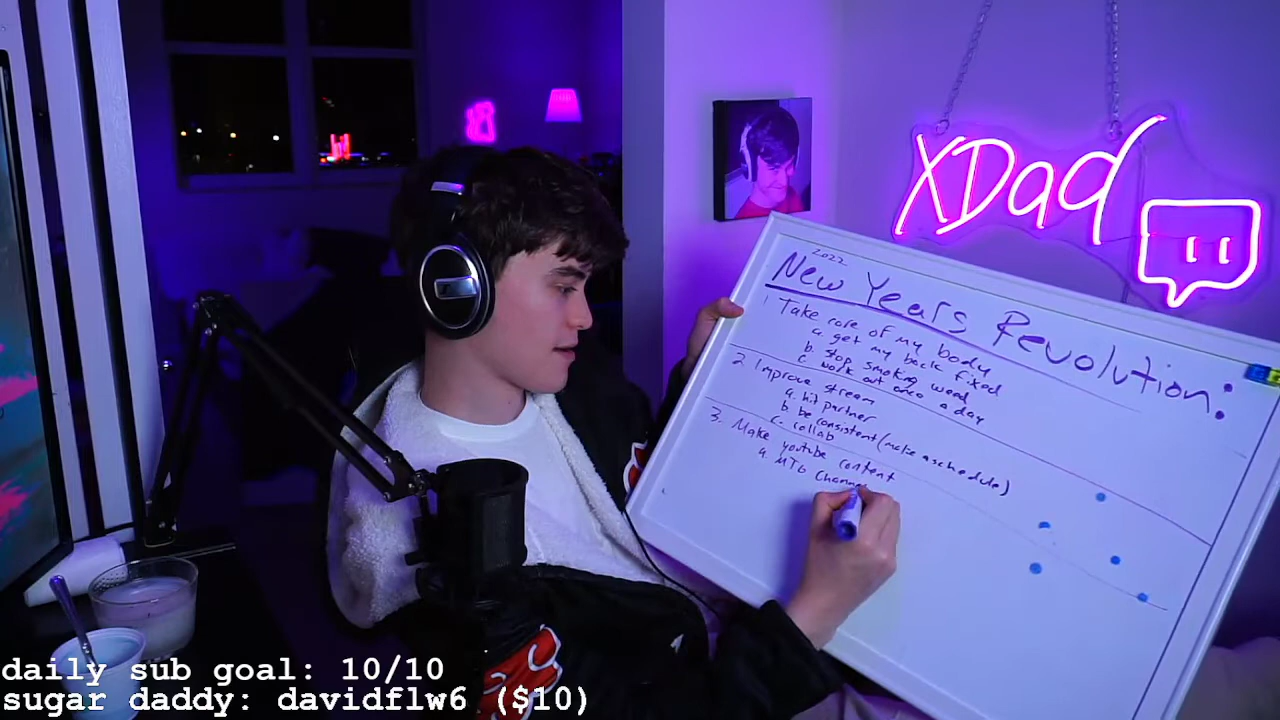 XDad
2022
New Years Revolution:
1 Take care of my body
a. get my back fixed
b. stop smoking weed
c. work out once a day
2 Improve stream
a. hit partner
b. be consistent (make a schedule)
c. collab
3. Make youtube content
a. MTG Channel
daily sub goal: 10/10
sugar daddy: davidflw6 ($10)